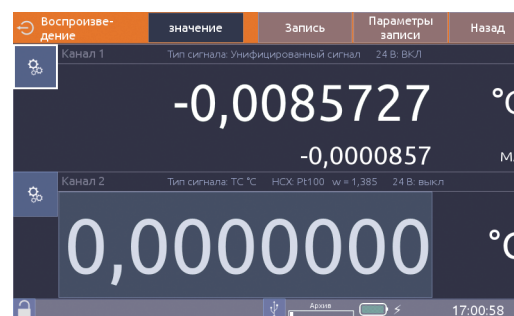 Воспроизве-
дение
значение
Запись
Параметры
записи
Назад
Канал 1 Тип сигнала: Унифицированный сигнал 24 В: ВКЛ
-0,0085727 °C
-0,0000857
Канал 2 Тип сигнала: ТС °C НСХ: Pt100 w = 1,385 24 В: выкл
0,0000000 °C
Архив
17:00:58